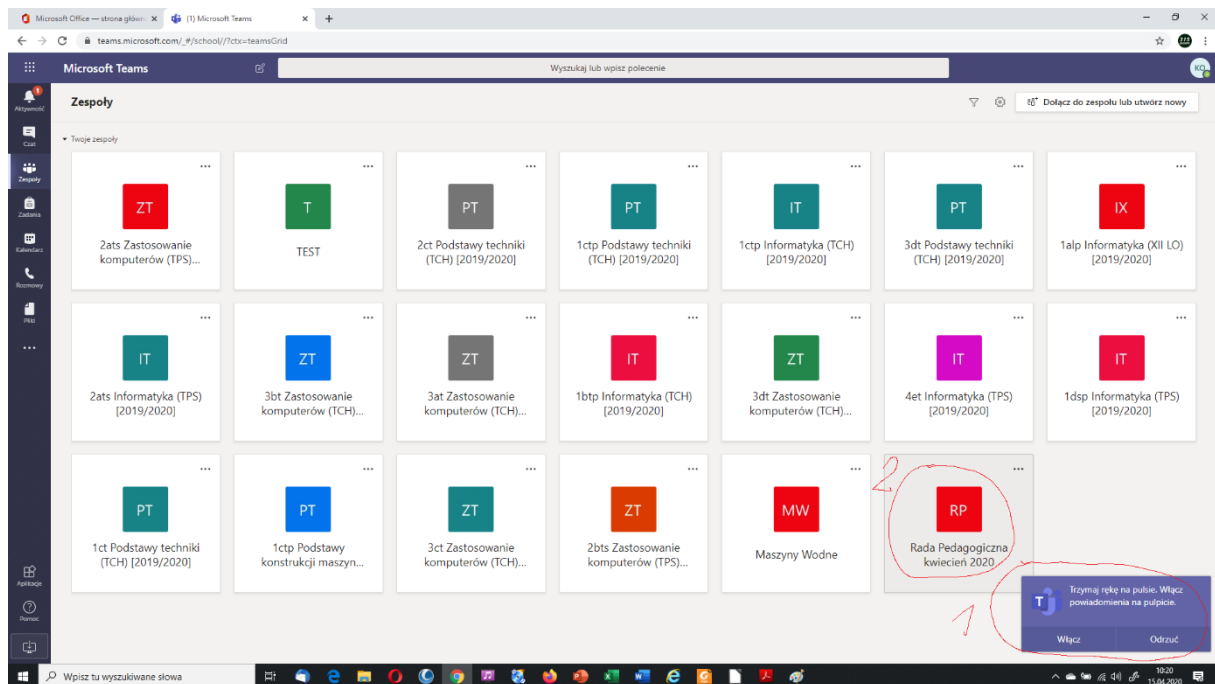 Microsoft Office — strona główn
(1) Microsoft Teams
teams.microsoft.com/_#/school//?ctx=teamsGrid
Microsoft Teams
Wyszukaj lub wpisz polecenie
KO
1
Aktywność
Czat
Zespoły
Zadania
Kalendarz
Rozmowy
Pliki
Aplikacje
Pomoc
Zespoły
Dołącz do zespołu lub utwórz nowy
Twoje zespoły
ZT
2ats Zastosowanie
komputerów (TPS)...
T
TEST
PT
2ct Podstawy techniki
(TCH) [2019/2020]
PT
1ctp Podstawy techniki
(TCH) [2019/2020]
IT
1ctp Informatyka (TCH)
[2019/2020]
PT
3dt Podstawy techniki
(TCH) [2019/2020]
IX
1alp Informatyka (XII LO)
[2019/2020]
IT
2ats Informatyka (TPS)
[2019/2020]
ZT
3bt Zastosowanie
komputerów (TCH)...
ZT
3at Zastosowanie
komputerów (TCH)...
IT
1btp Informatyka (TCH)
[2019/2020]
ZT
3dt Zastosowanie
komputerów (TCH)...
IT
4et Informatyka (TPS)
[2019/2020]
IT
1dsp Informatyka (TPS)
[2019/2020]
PT
1ct Podstawy techniki
(TCH) [2019/2020]
PT
1ctp Podstawy
konstrukcji maszyn...
ZT
3ct Zastosowanie
komputerów (TCH)...
ZT
2bts Zastosowanie
komputerów (TPS)...
MW
Maszyny Wodne
2
RP
Rada Pedagogiczna
kwiecień 2020
1
Trzymaj rękę na pulsie. Włącz
powiadomienia na pulpicie.
Włącz
Odrzuć
Wpisz tu wyszukiwane słowa
10:20
15.04.2020